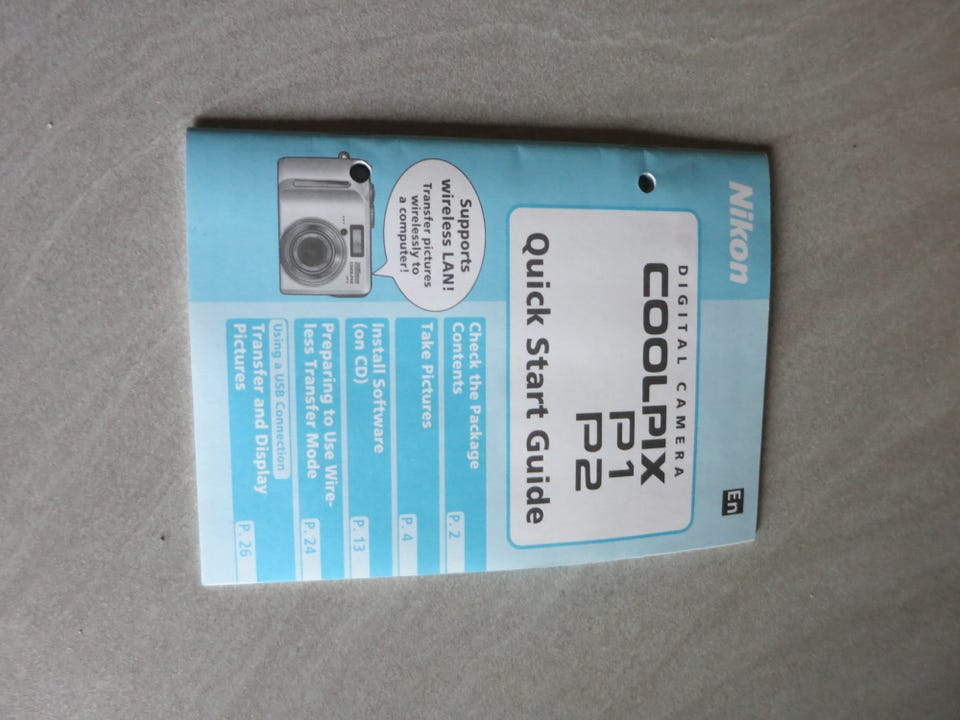 Nikon
En
DIGITAL CAMERA
COOLPIX
P1
P2
Quick Start Guide
Supports
wireless LAN!
Transfer pictures
wirelessly to
a computer!
Check the Package
Contents
P. 2
Take Pictures
P. 4
Install Software
(on CD)
P. 13
Preparing to Use Wire-
less Transfer Mode
P. 24
Using a USB Connection
Transfer and Display
Pictures
P. 26